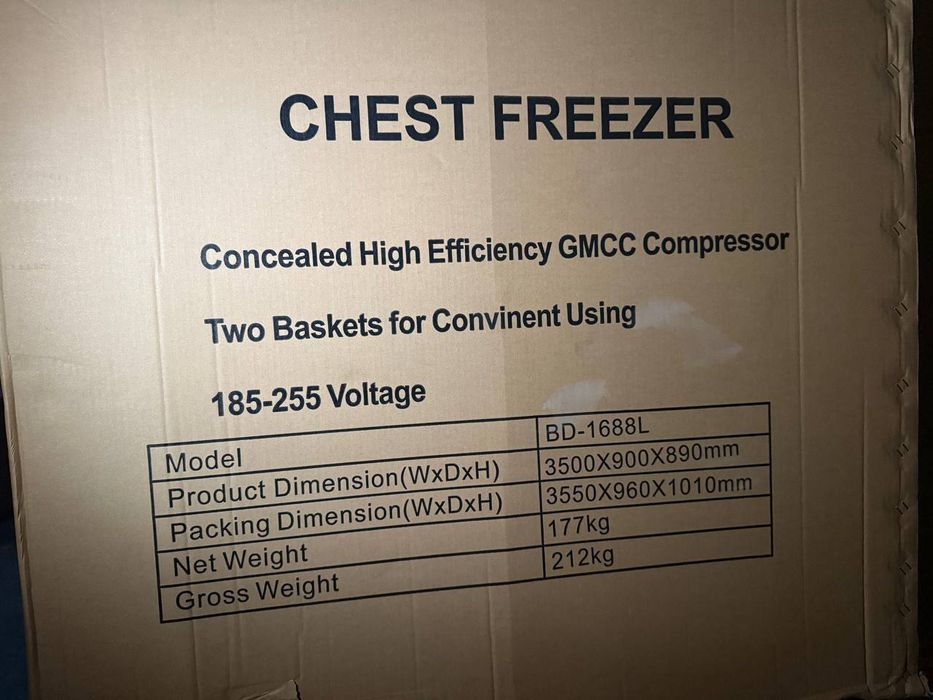 CHEST FREEZER
Concealed High Efficiency GMCC Compressor
Two Baskets for Convinent Using
185-255 Voltage
Model BD-1688L
Product Dimension(WxDxH) 3500X900X890mm
Packing Dimension(WxDxH) 3550X960X1010mm
Net Weight 177kg
Gross Weight 212kg